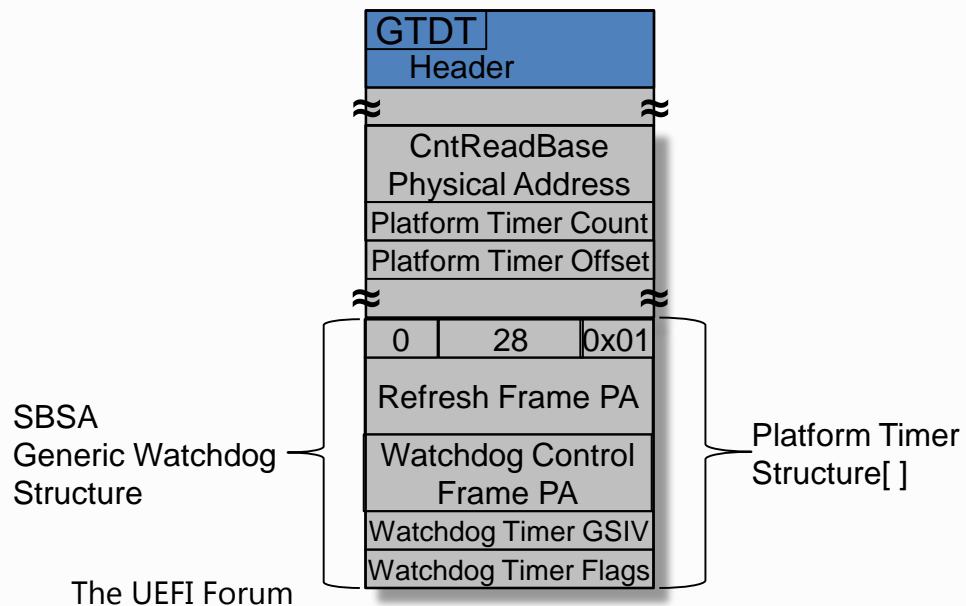 GTDT
Header
≈ ≈
CntReadBase
Physical Address
Platform Timer Count
Platform Timer Offset
≈ ≈
0 28 0x01
Refresh Frame PA
Watchdog Control
Frame PA
Watchdog Timer GSIV
Watchdog Timer Flags
SBSA
Generic Watchdog
Structure
Platform Timer
Structure[ ]
The UEFI Forum